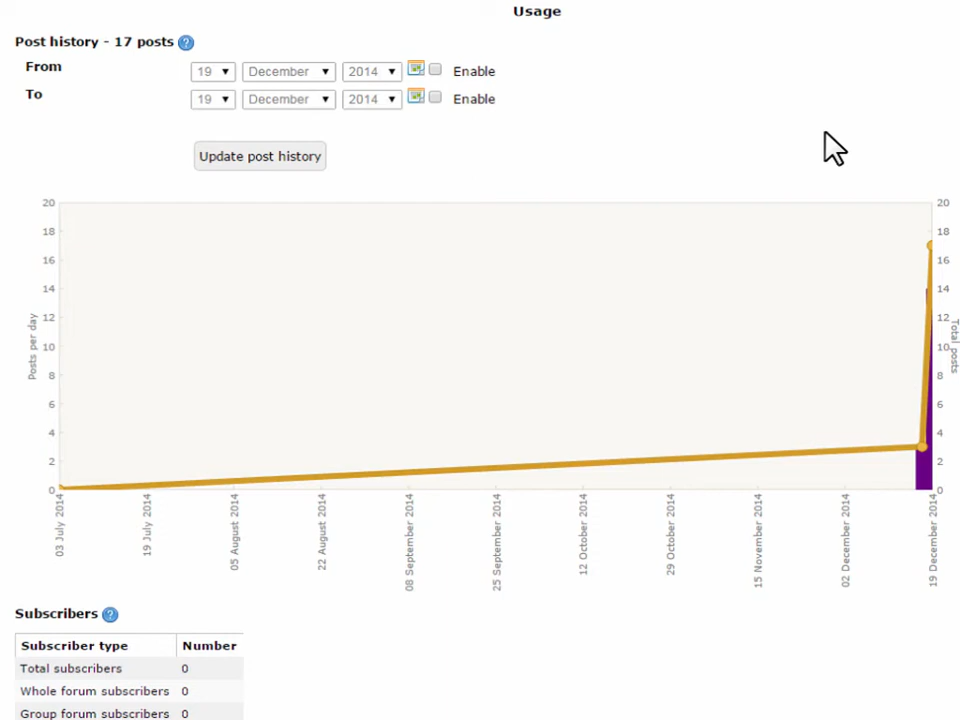 Usage
Post history - 17 posts ?
From 19 December 2014 Enable
To 19 December 2014 Enable
Update post history
20 20
18 18
16 16
14 14
12 12
10 10
8 8
6 6
4 4
2 2
0 0
Posts per day
Total posts
03 July 2014
19 July 2014
05 August 2014
22 August 2014
08 September 2014
25 September 2014
12 October 2014
29 October 2014
15 November 2014
02 December 2014
19 December 2014
Subscribers ?
Subscriber type Number
Total subscribers 0
Whole forum subscribers 0
Group forum subscribers 0